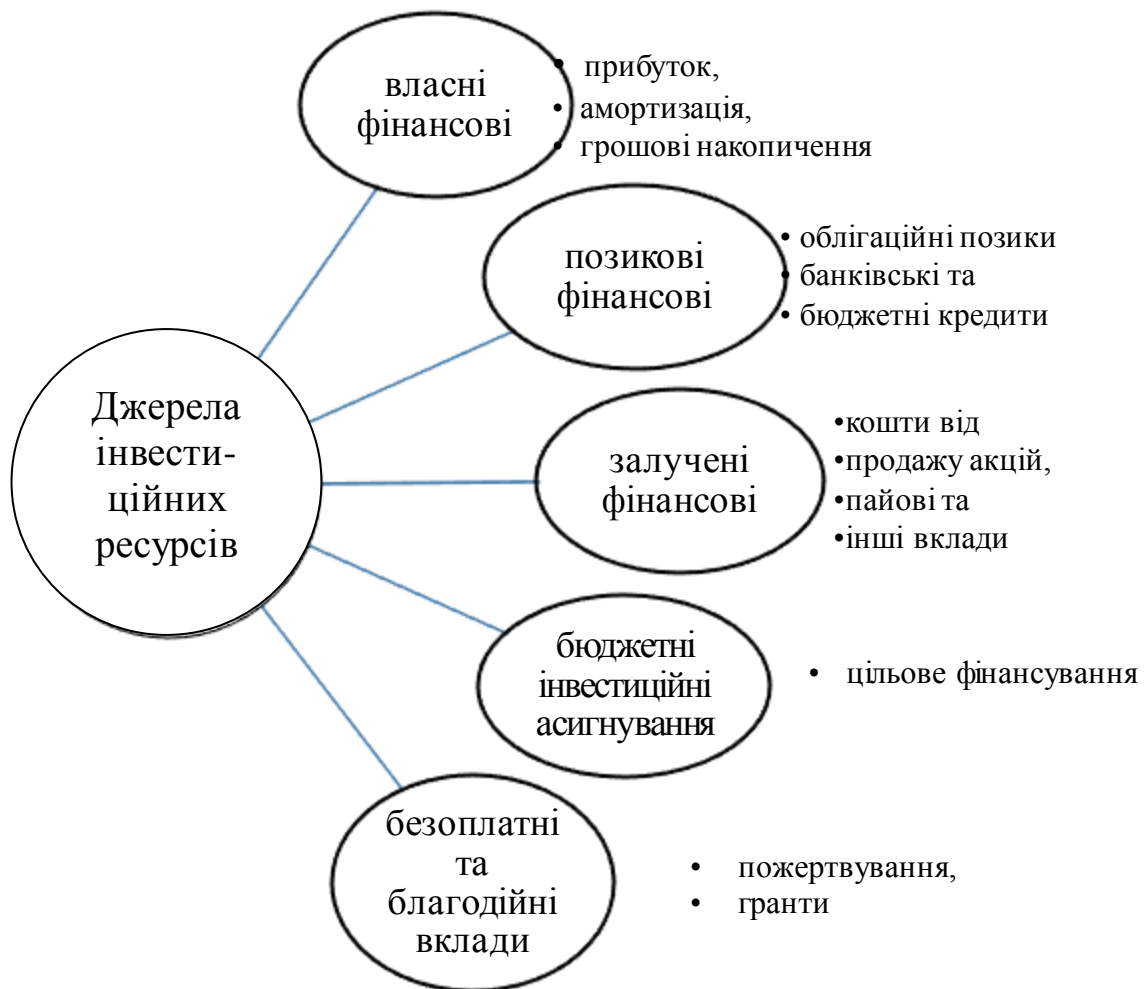 власні
фінансові
• прибуток,
• амортизація,
• грошові накопичення
позикові
фінансові
• облігаційні позики
• банківські та
• бюджетні кредити
Джерела
інвести-
ційних
ресурсів
залучені
фінансові
•кошти від
•продажу акцій,
•пайові та
•інші вклади
бюджетні
інвестиційні
асигнування
• цільове фінансування
безоплатні
та
благодійні
вклади
• пожертвування,
• гранти